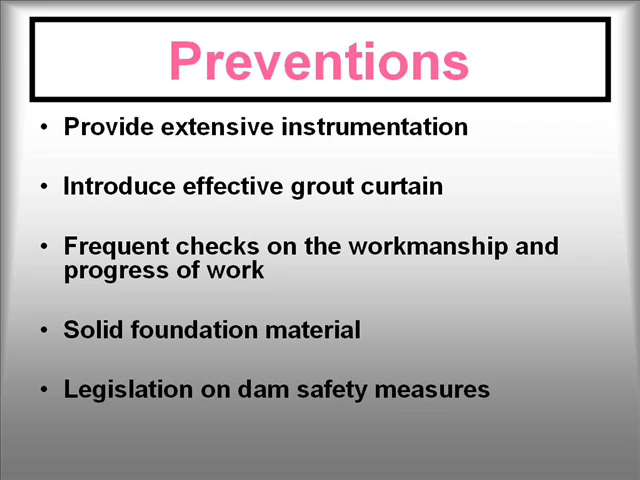 Preventions
• Provide extensive instrumentation
• Introduce effective grout curtain
• Frequent checks on the workmanship and
progress of work
• Solid foundation material
• Legislation on dam safety measures